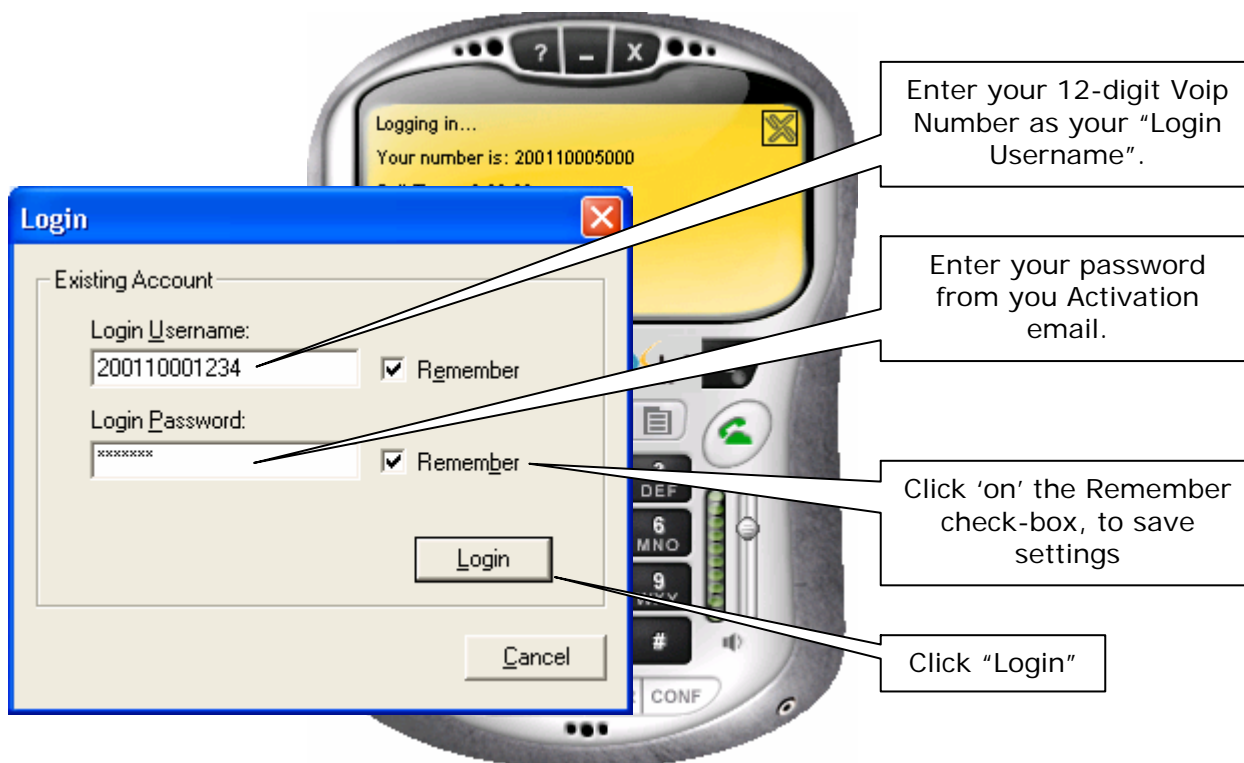 ? – X
Logging in...
Your number is: 200110005000
Enter your 12-digit Voip
Number as your “Login
Username”.
Login
Existing Account
Login Username:
200110001234
Remember
Login Password:
xxxxxxx
Remember
Login
Cancel
Enter your password
from you Activation
email.
DEF
6
MNO
9
#
CONF
Click ‘on’ the Remember
check-box, to save
settings
Click “Login”